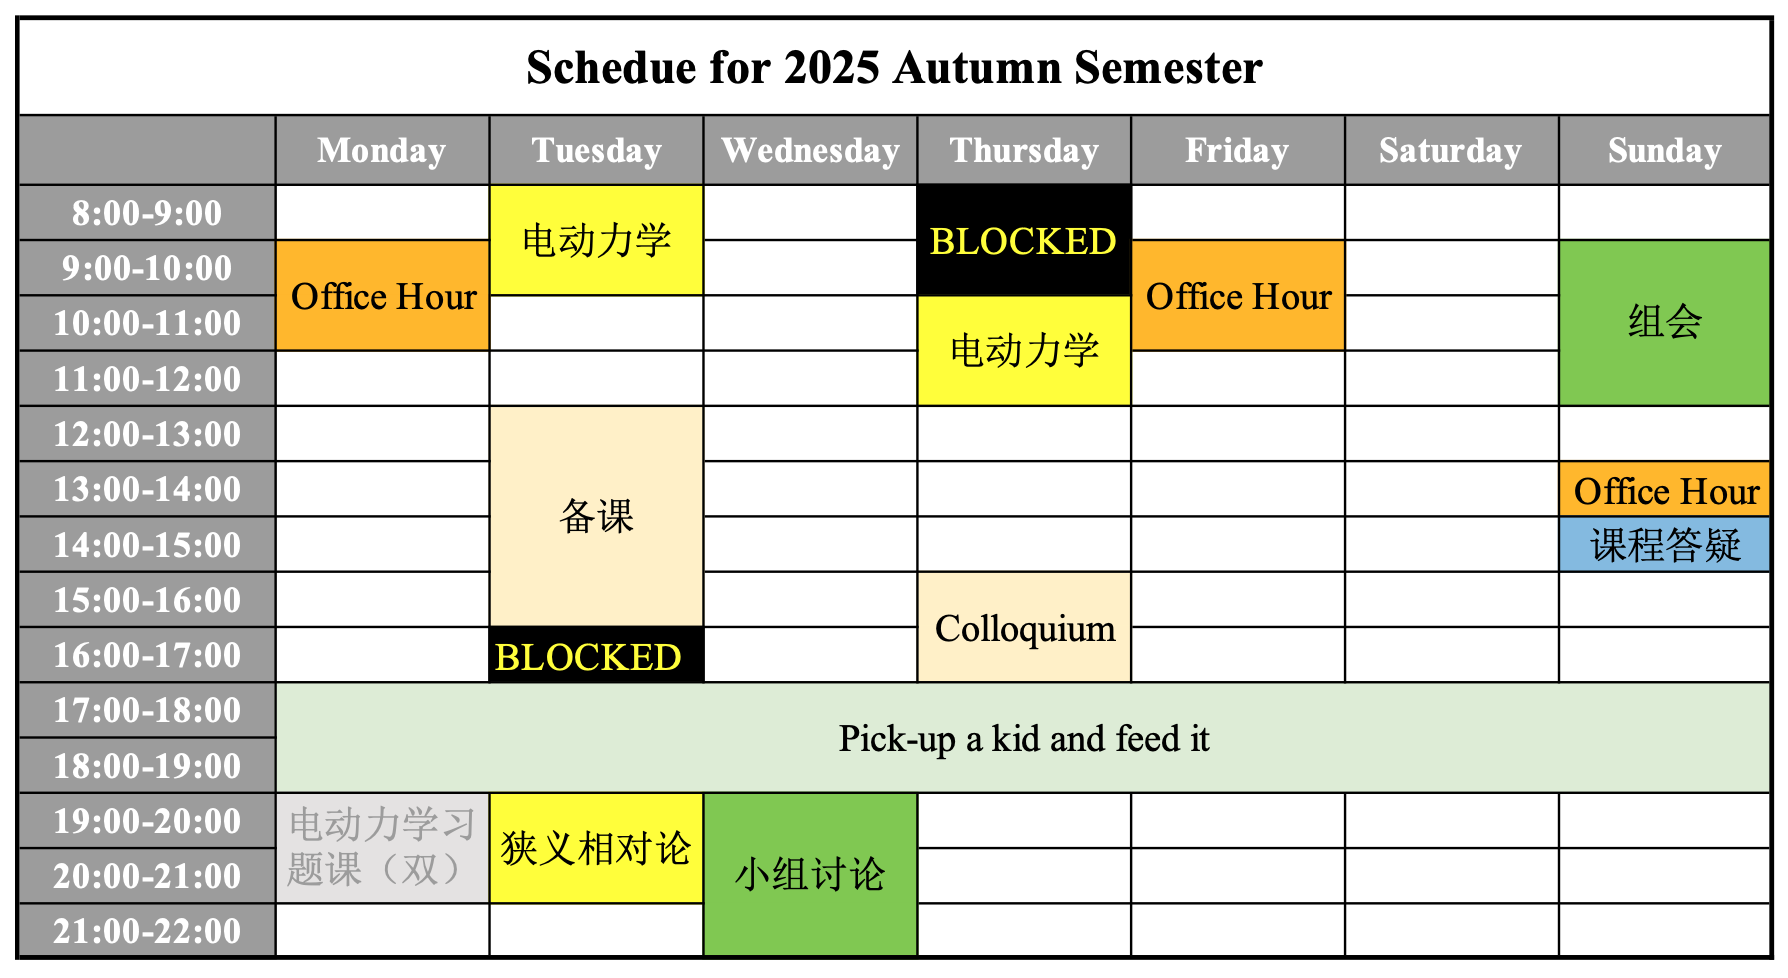 Schedue for 2025 Autumn Semester
Monday Tuesday Wednesday Thursday Friday Saturday Sunday
8:00-9:00
电动力学
BLOCKED
9:00-10:00
Office Hour
Office Hour
10:00-11:00
电动力学
组会
11:00-12:00
12:00-13:00
13:00-14:00
备课
Office Hour
14:00-15:00
课程答疑
15:00-16:00
Colloquium
16:00-17:00
BLOCKED
17:00-18:00
Pick-up a kid and feed it
18:00-19:00
19:00-20:00
电动力学习
题课（双）
狭义相对论
小组讨论
20:00-21:00
21:00-22:00